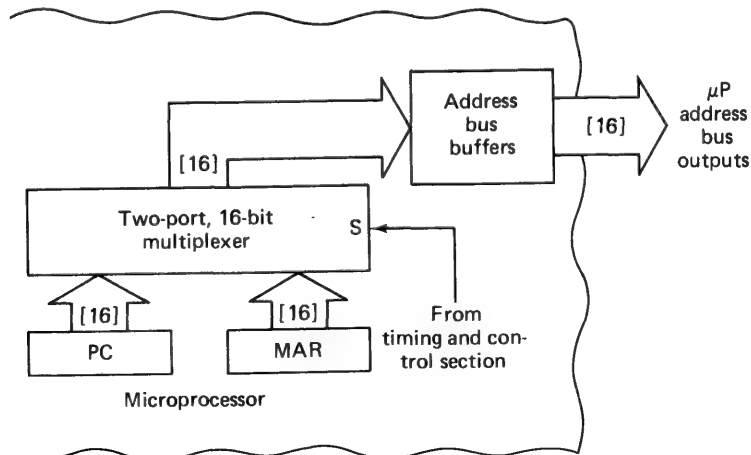 Address
bus
buffers
[16]
μP
address
bus
outputs
[16]
Two-port, 16-bit
multiplexer
S
[16]
[16]
From
timing and con-
trol section
PC
MAR
Microprocessor